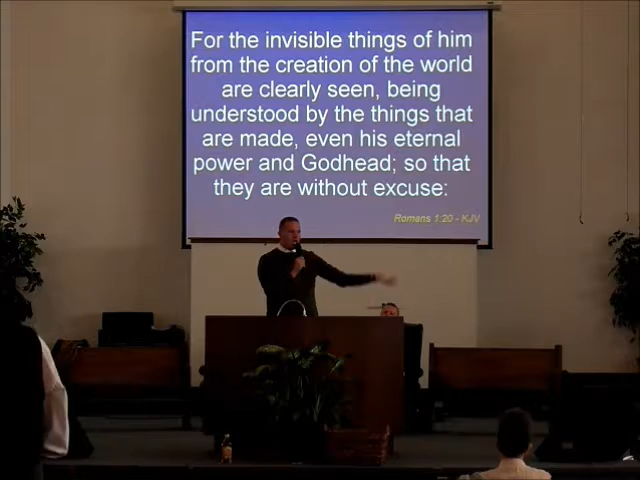 For the invisible things of him
from the creation of the world
are clearly seen, being
understood by the things that
are made, even his eternal
power and Godhead; so that
they are without excuse:
Romans 1:20 - KJV